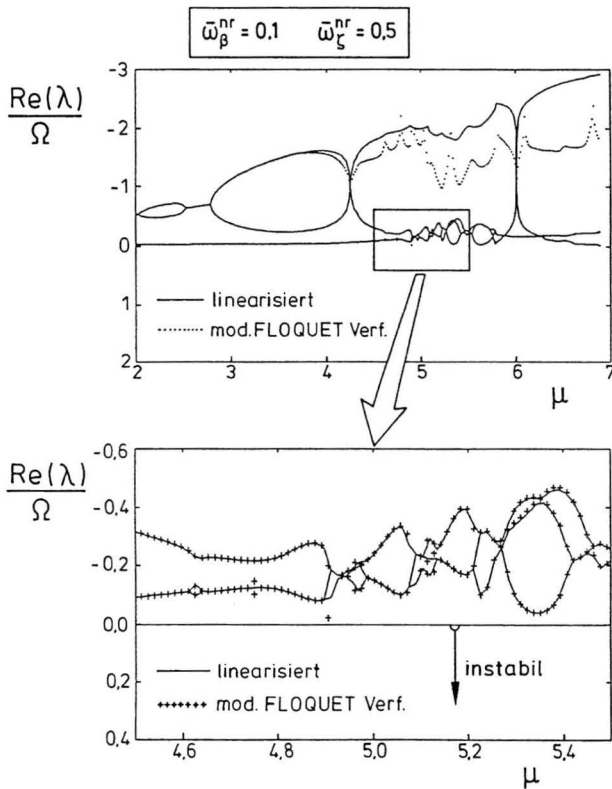 ω̄βⁿʳ = 0,1 ω̄ζⁿʳ = 0,5
Re(λ)
Ω
-3
-2
-1
0
1
2
linearisiert
mod.FLOQUET Verf.
2 3 4 5 6 7
μ
Re(λ)
Ω
-0,6
-0,4
-0,2
0,0
0,2
0,4
instabil
linearisiert
mod. FLOQUET Verf.
4,6 4,8 5,0 5,2 5,4
μ